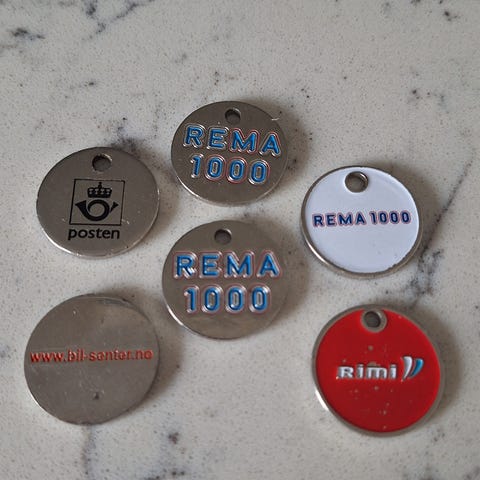 REMA
1000
posten
REMA 1000
REMA
1000
www.bil-senter.no
Rimi